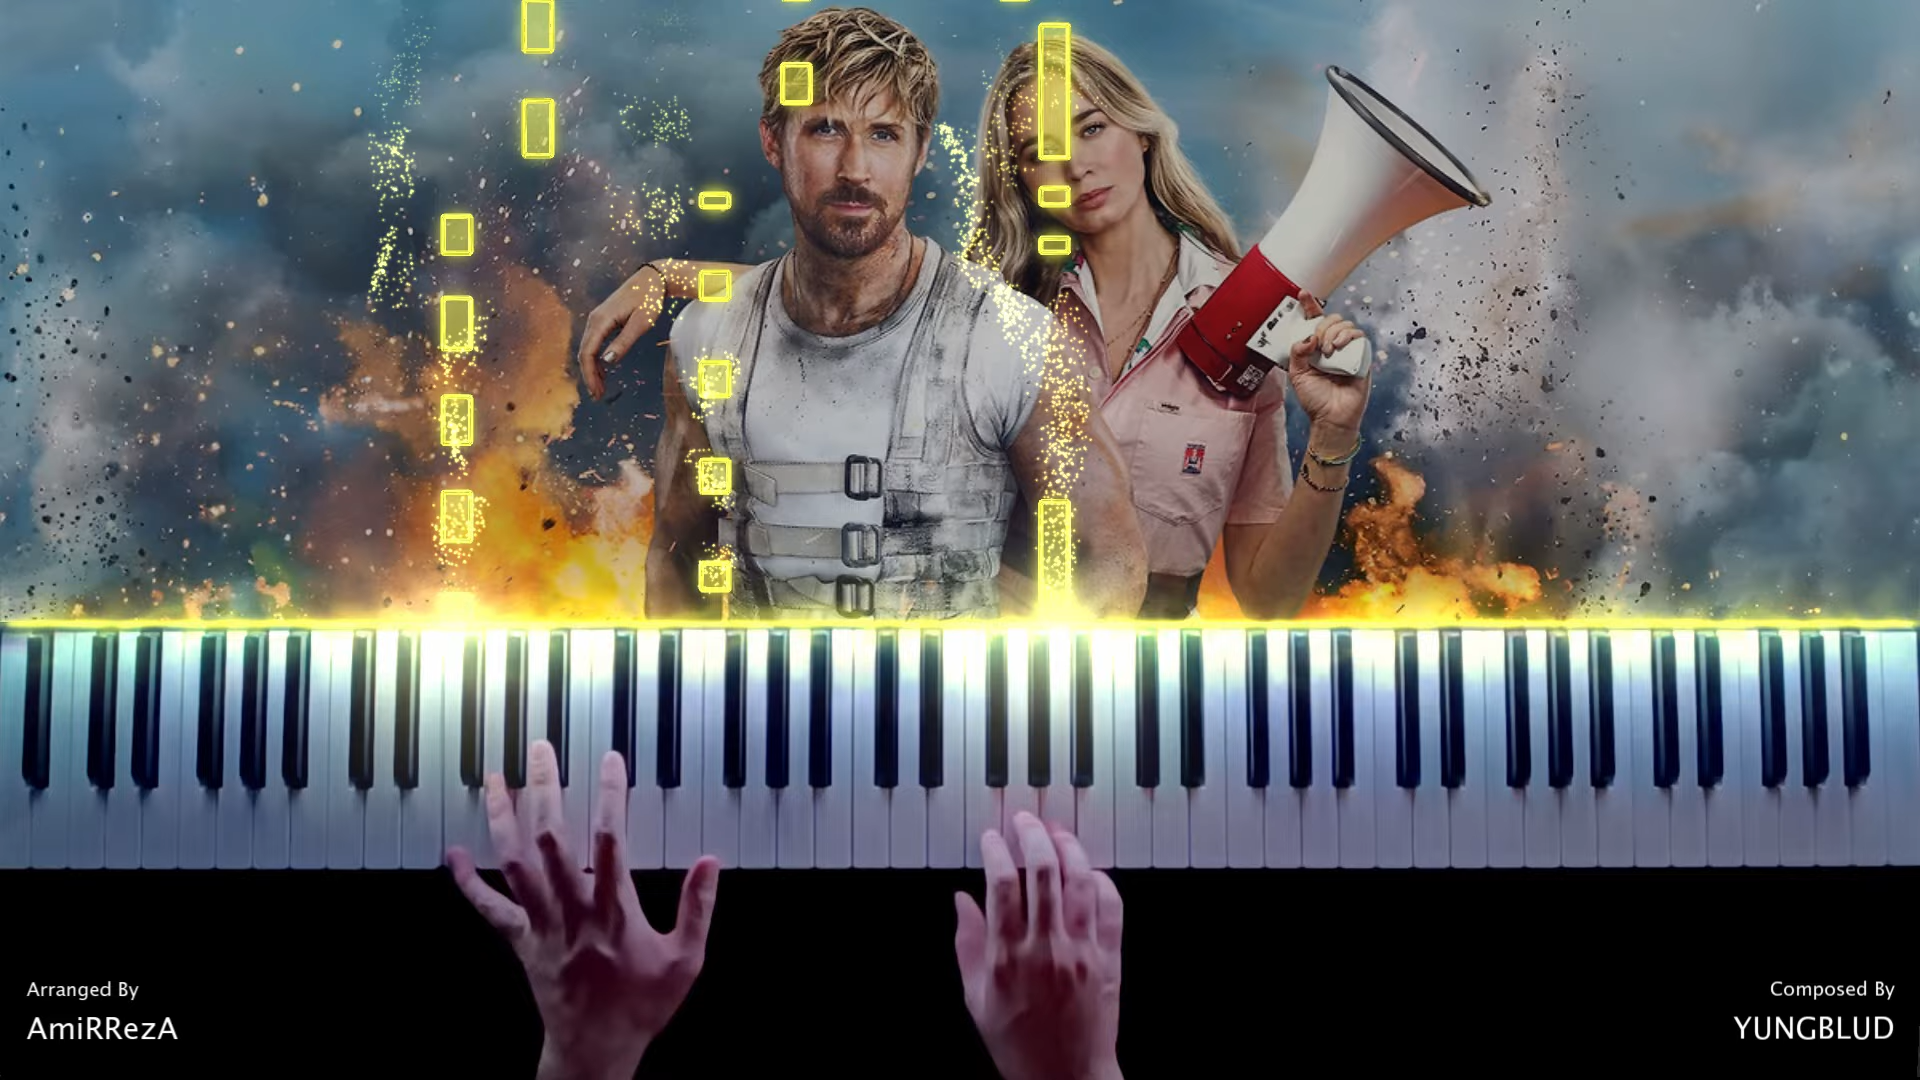 Arranged By
AmiRRezA
Composed By
YUNGBLUD